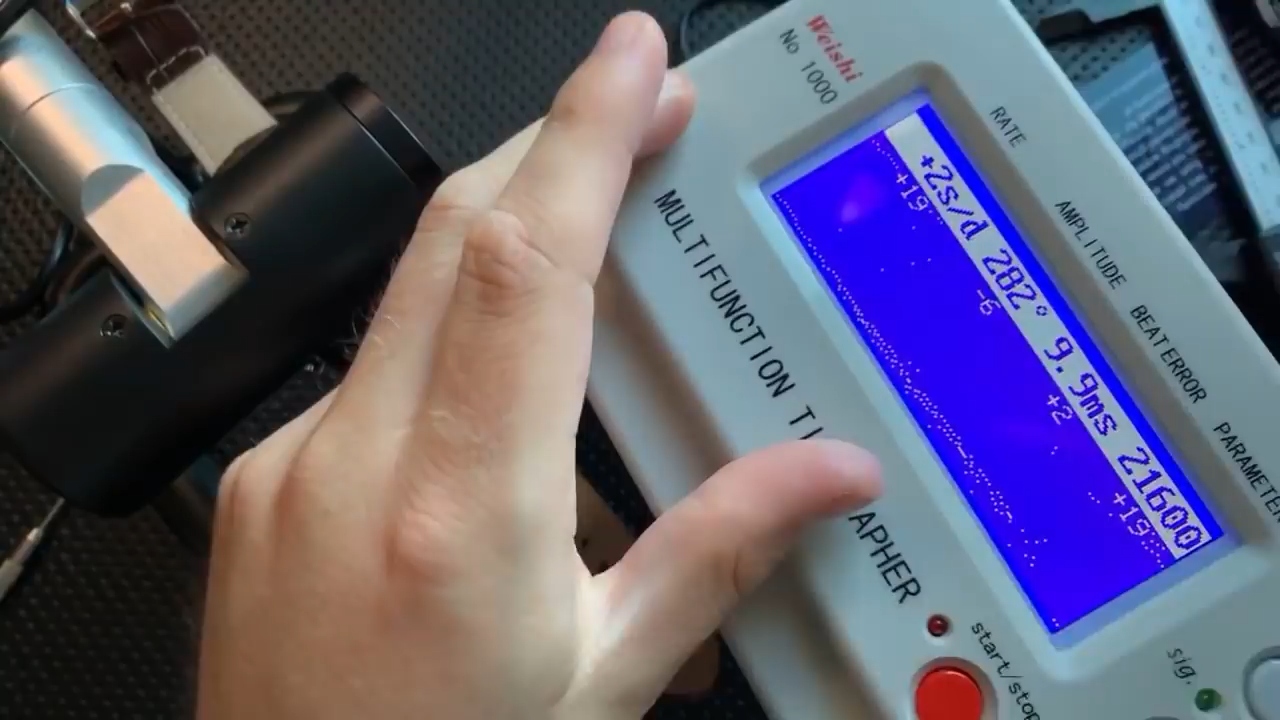 Weishi
No 1000
RATE
AMPLITUDE
BEAT ERROR
PARAMETER
+2s/d 282° 9.9ms 21600
+19
-6
+2
+19
MULTIFUNCTION
APHER
start/stop
sig.